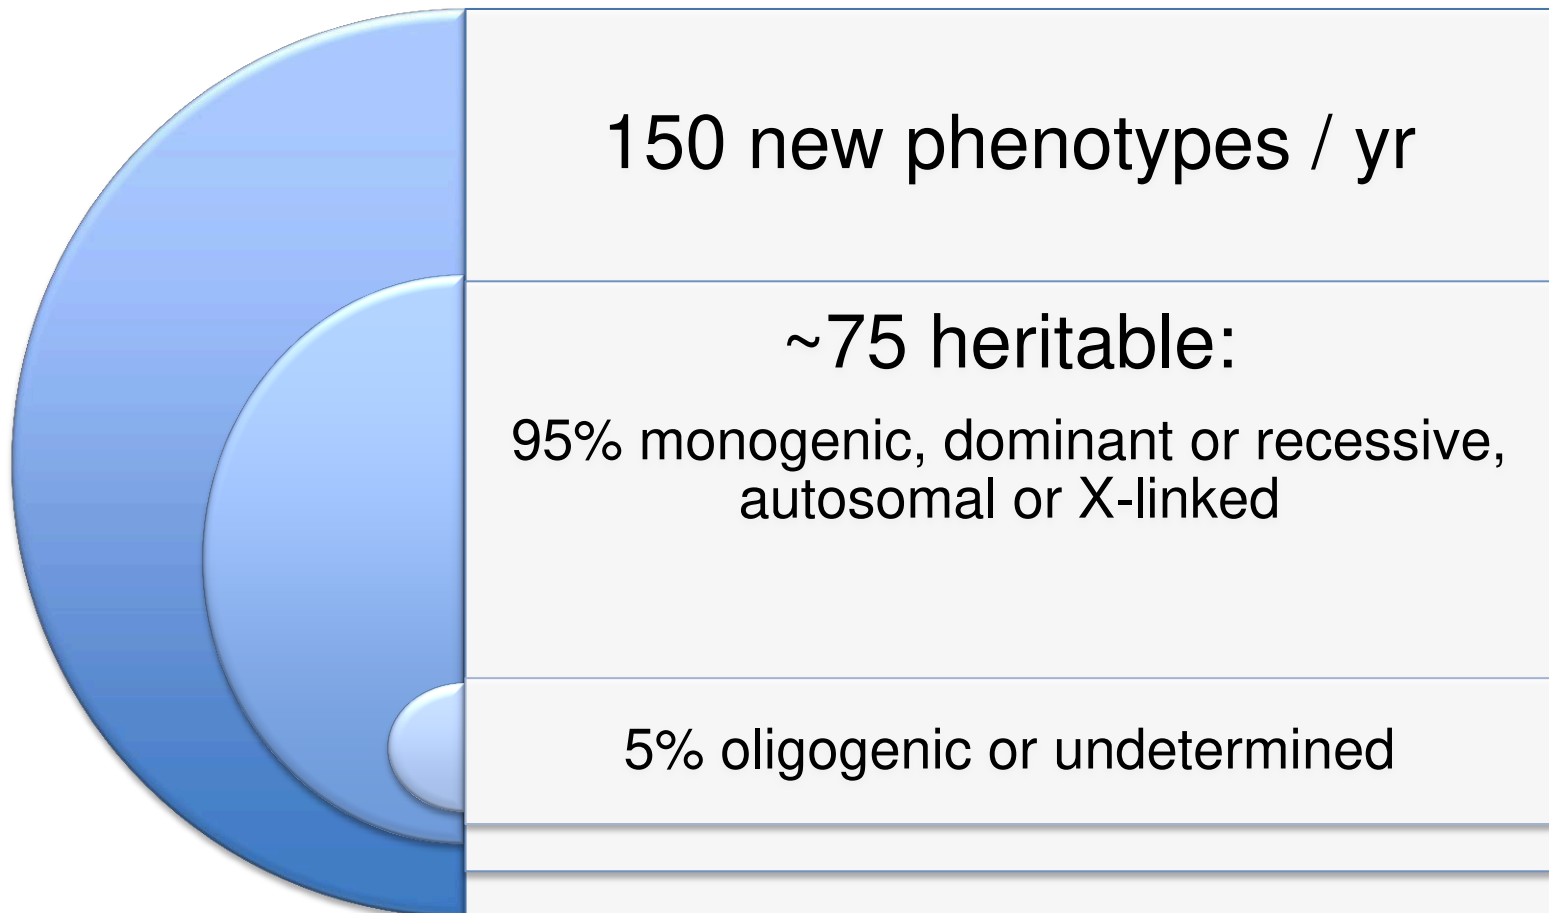 150 new phenotypes / yr
~75 heritable:
95% monogenic, dominant or recessive,
autosomal or X-linked
5% oligogenic or undetermined